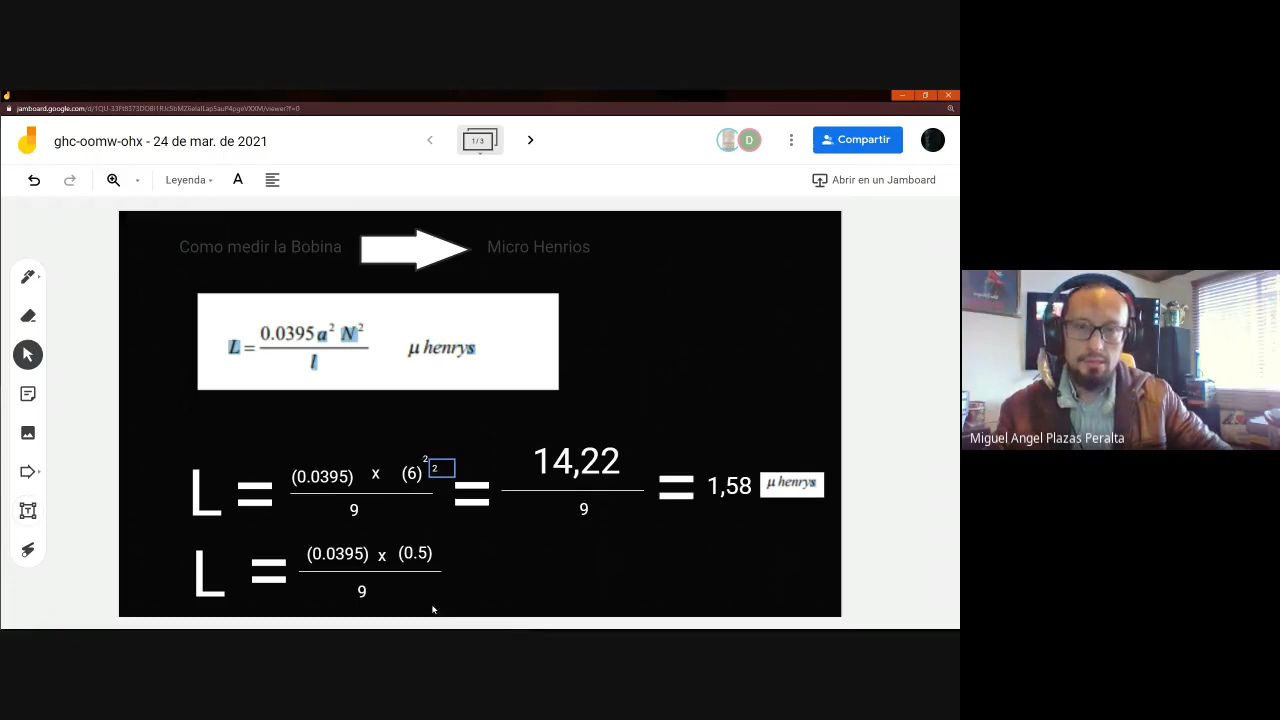 ghc-oomw-ohx - 24 de mar. de 2021
1 / 3
D
Compartir
Leyenda
A
Abrir en un Jamboard
Como medir la Bobina
Micro Henrios
L = 0.0395 a² N² / l μ henrys
L = (0.0395) x (6)² 2 / 9 = 14,22 / 9 = 1,58 μ henrys
L = (0.0395) x (0.5) / 9
Miguel Angel Plazas Peralta